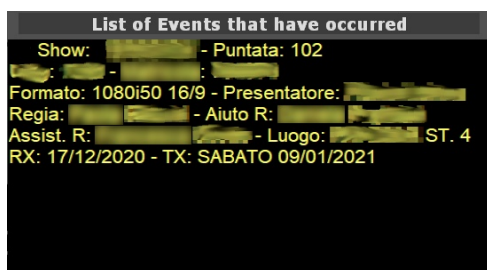 List of Events that have occurred
Show: - Puntata: 102
: - :
Formato: 1080i50 16/9 - Presentatore:
Regia: - Aiuto R:
Assist. R: - Luogo: ST. 4
RX: 17/12/2020 - TX: SABATO 09/01/2021